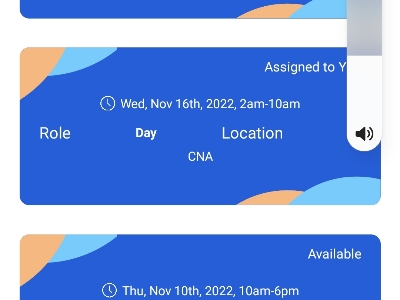 Assigned to Y
Wed, Nov 16th, 2022, 2am-10am
Role Day Location
CNA
Available
Thu, Nov 10th, 2022, 10am-6pm